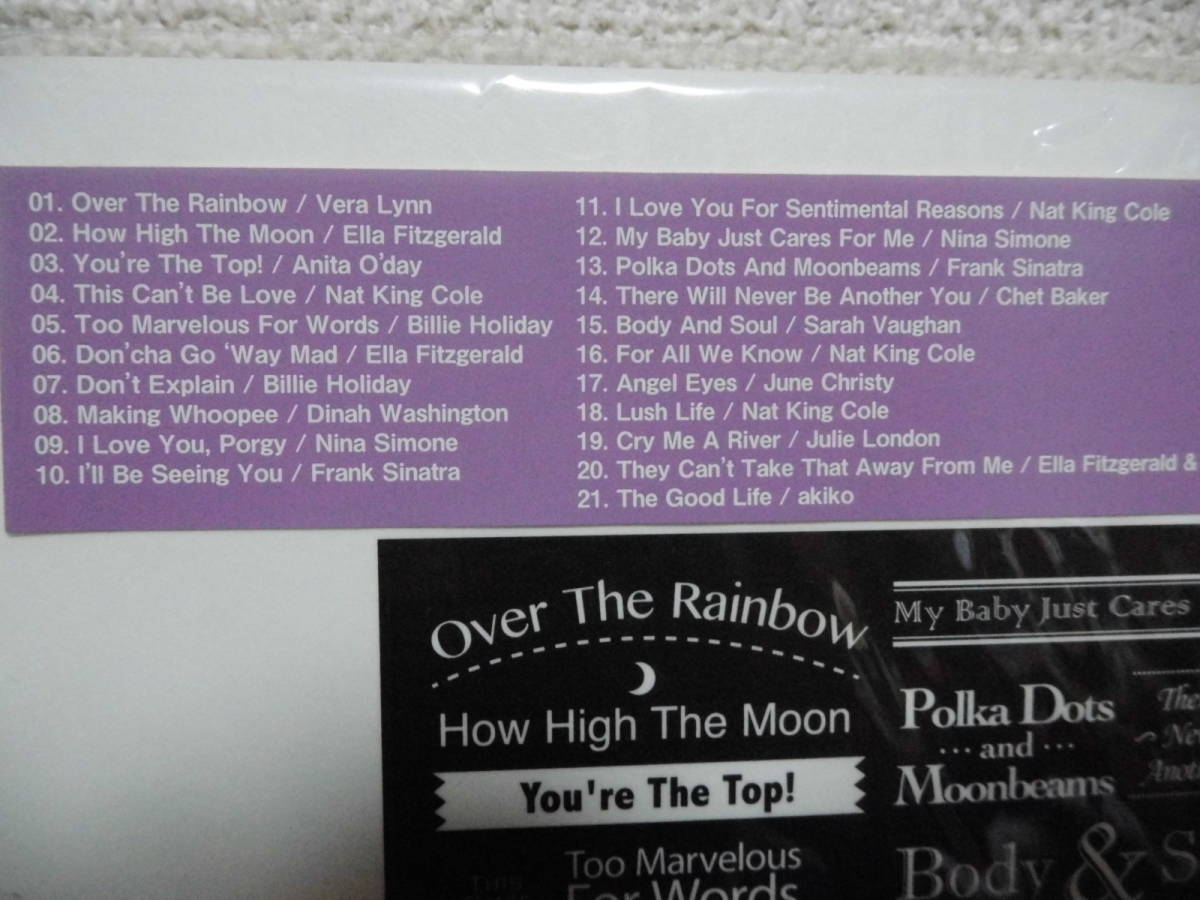 01. Over The Rainbow / Vera Lynn
02. How High The Moon / Ella Fitzgerald
03. You're The Top! / Anita O'day
04. This Can't Be Love / Nat King Cole
05. Too Marvelous For Words / Billie Holiday
06. Don'cha Go ‘Way Mad / Ella Fitzgerald
07. Don't Explain / Billie Holiday
08. Making Whoopee / Dinah Washington
09. I Love You, Porgy / Nina Simone
10. I'll Be Seeing You / Frank Sinatra
11. I Love You For Sentimental Reasons / Nat King Cole
12. My Baby Just Cares For Me / Nina Simone
13. Polka Dots And Moonbeams / Frank Sinatra
14. There Will Never Be Another You / Chet Baker
15. Body And Soul / Sarah Vaughan
16. For All We Know / Nat King Cole
17. Angel Eyes / June Christy
18. Lush Life / Nat King Cole
19. Cry Me A River / Julie London
20. They Can't Take That Away From Me / Ella Fitzgerald &
21. The Good Life / akiko
Over The Rainbow
How High The Moon
You're The Top!
Too Marvelous
For Words
My Baby Just Cares
Polka Dots
··· and ···
Moonbeams
The
Body & S